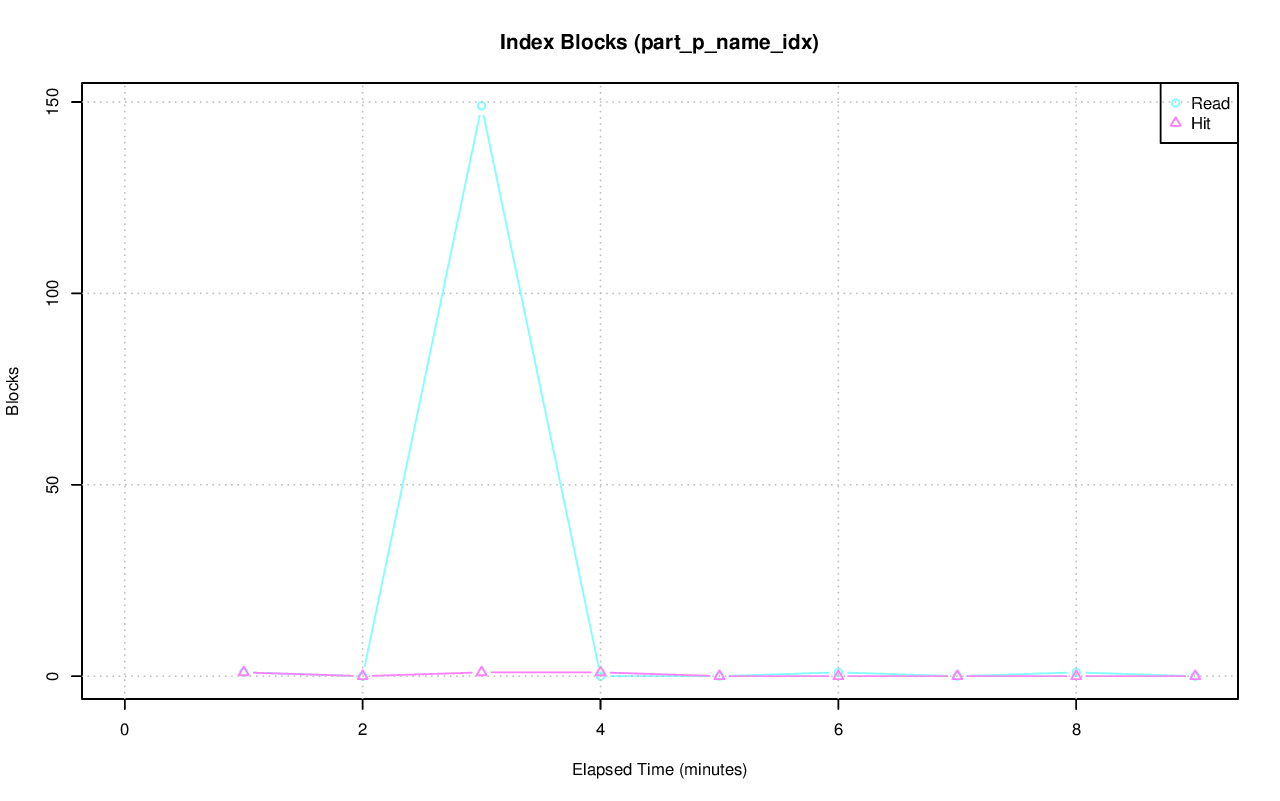 Index Blocks (part_p_name_idx)
Read
Hit
150
100
50
0
Blocks
0 2 4 6 8
Elapsed Time (minutes)